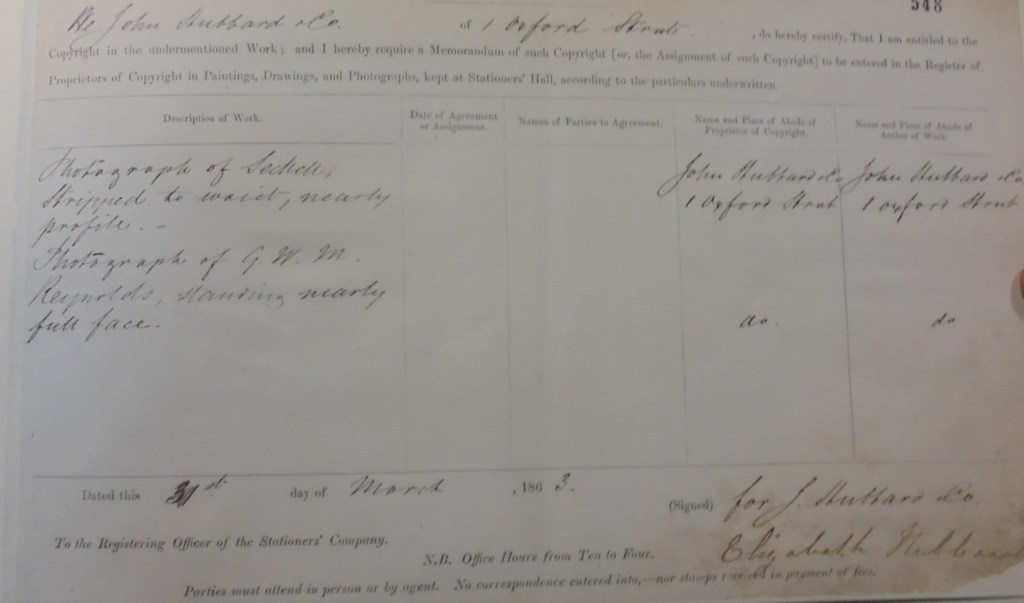 548
We John Hubbard & Co. of 1 Oxford Street, do hereby certify, That I am entitled to the
Copyright in the undermentioned Work; and I hereby require a Memorandum of such Copyright [or, the Assignment of such Copyright] to be entered in the Register of
Proprietors of Copyright in Paintings, Drawings, and Photographs, kept at Stationers' Hall, according to the particulars underwritten
Description of Work.
Date of Agreement
or Assignment.
Names of Parties to Agreement.
Name and Place of Abode of
Proprietor of Copyright.
Name and Place of Abode of
Author of Work.
Photograph of
Stripped to waist, nearly
profile. -
Photograph of G. W. M.
Reynolds, standing nearly
full face.
John Hubbard & Co
1 Oxford Street
do.
John Hubbard & Co
1 Oxford Street
do
Dated this 31st day of March, 1863.
(Signed) for J. Hubbard & Co.
Elizabeth Hubbard
To the Registering Officer of the Stationers' Company.
N.B. Office Hours from Ten to Four.
Parties must attend in person or by agent. No correspondence entered into,—nor stamps received in payment of fees.